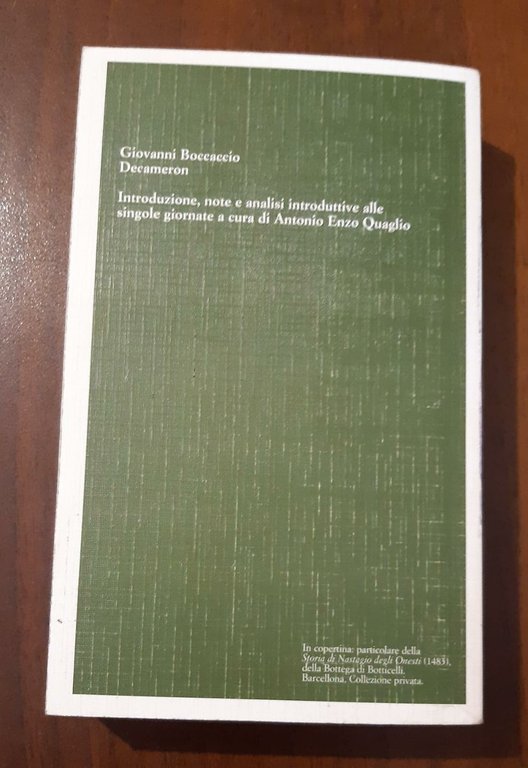 Giovanni Boccaccio
Decameron
Introduzione, note e analisi introduttive alle
singole giornate a cura di Antonio Enzo Quaglio
In copertina: particolare della
Storia di Nastagio degli Onesti (1483),
della Bottega di Botticelli.
Barcellona, Collezione privata.